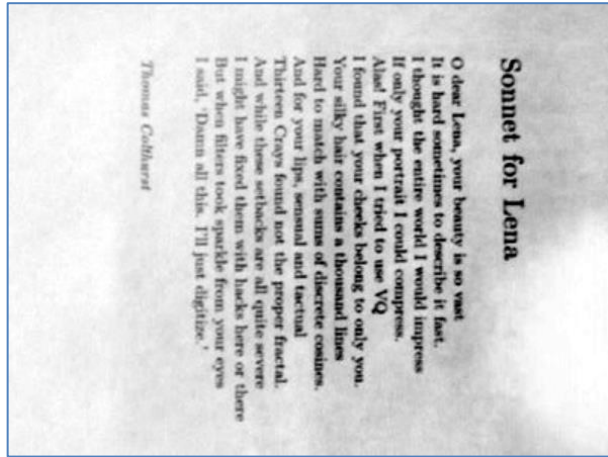 Sonnet for Lena
O dear Lena, your beauty is so vast
It is hard sometimes to describe it fast.
I thought the entire world I would impress
If only your portrait I could compress.
Alas! First when I tried to use VQ
I found that your cheeks belong to only you.
Your silky hair contains a thousand lines
Hard to match with sums of discrete cosines.
And for your lips, sensual and tactual
Thirteen Crays found not the proper fractal.
And while these setbacks are all quite severe
I might have fixed them with hacks here or there
But when filters took sparkle from your eyes
I said, 'Damn all this. I'll just digitize.'
Thomas Colthurst